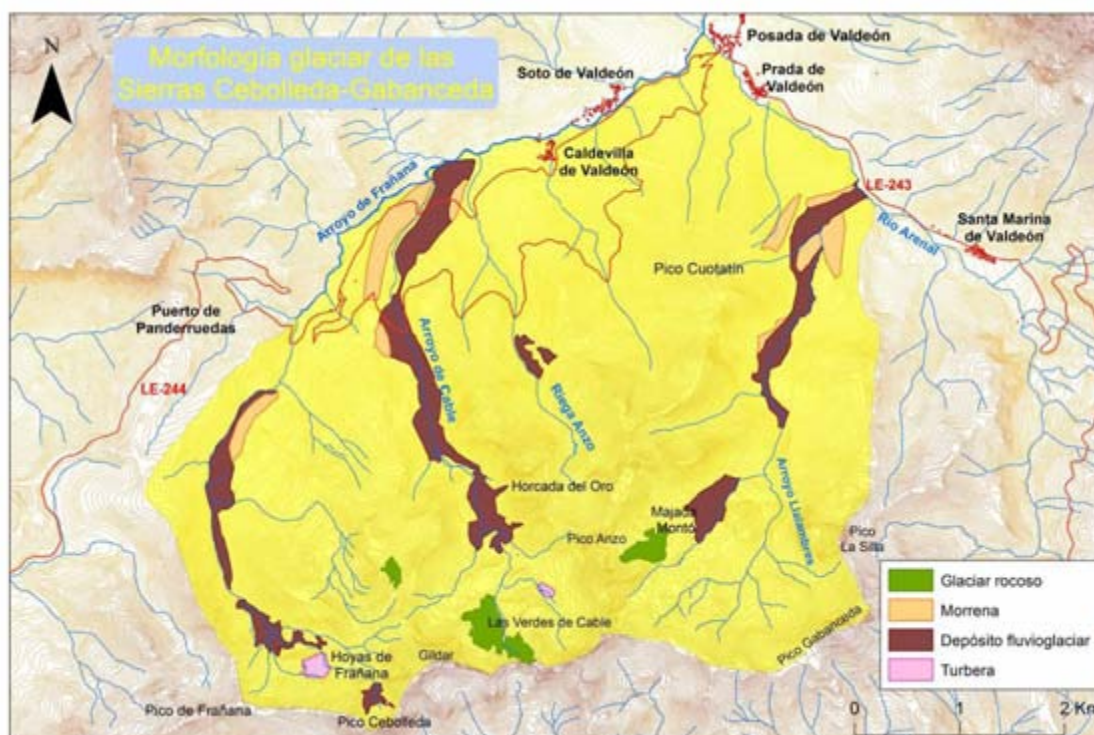 N
Morfología glaciar de las
Sierras Cebolleda-Gabanceda
Posada de Valdeón
Soto de Valdeón
Prada de
Valdeón
Caldevilla
de Valdeón
Arroyo de Frañana
LE-243
Río Arenal
Santa Marina
de Valdeón
Pico Cuotatín
Puerto de
Panderruedas
LE-244
Arroyo de Cable
Riega Anzo
Horcada del Oro
Majada
Montó
Pico Anzo
Arroyo Llilambres
Pico
La Silla
Las Verdes de Cable
Gildar
Hoyas de
Frañana
Pico Gabanceda
Pico de Frañana
Pico Cebolleda
Glaciar rocoso
Morrena
Depósito fluvioglaciar
Turbera
0 1 2 Km